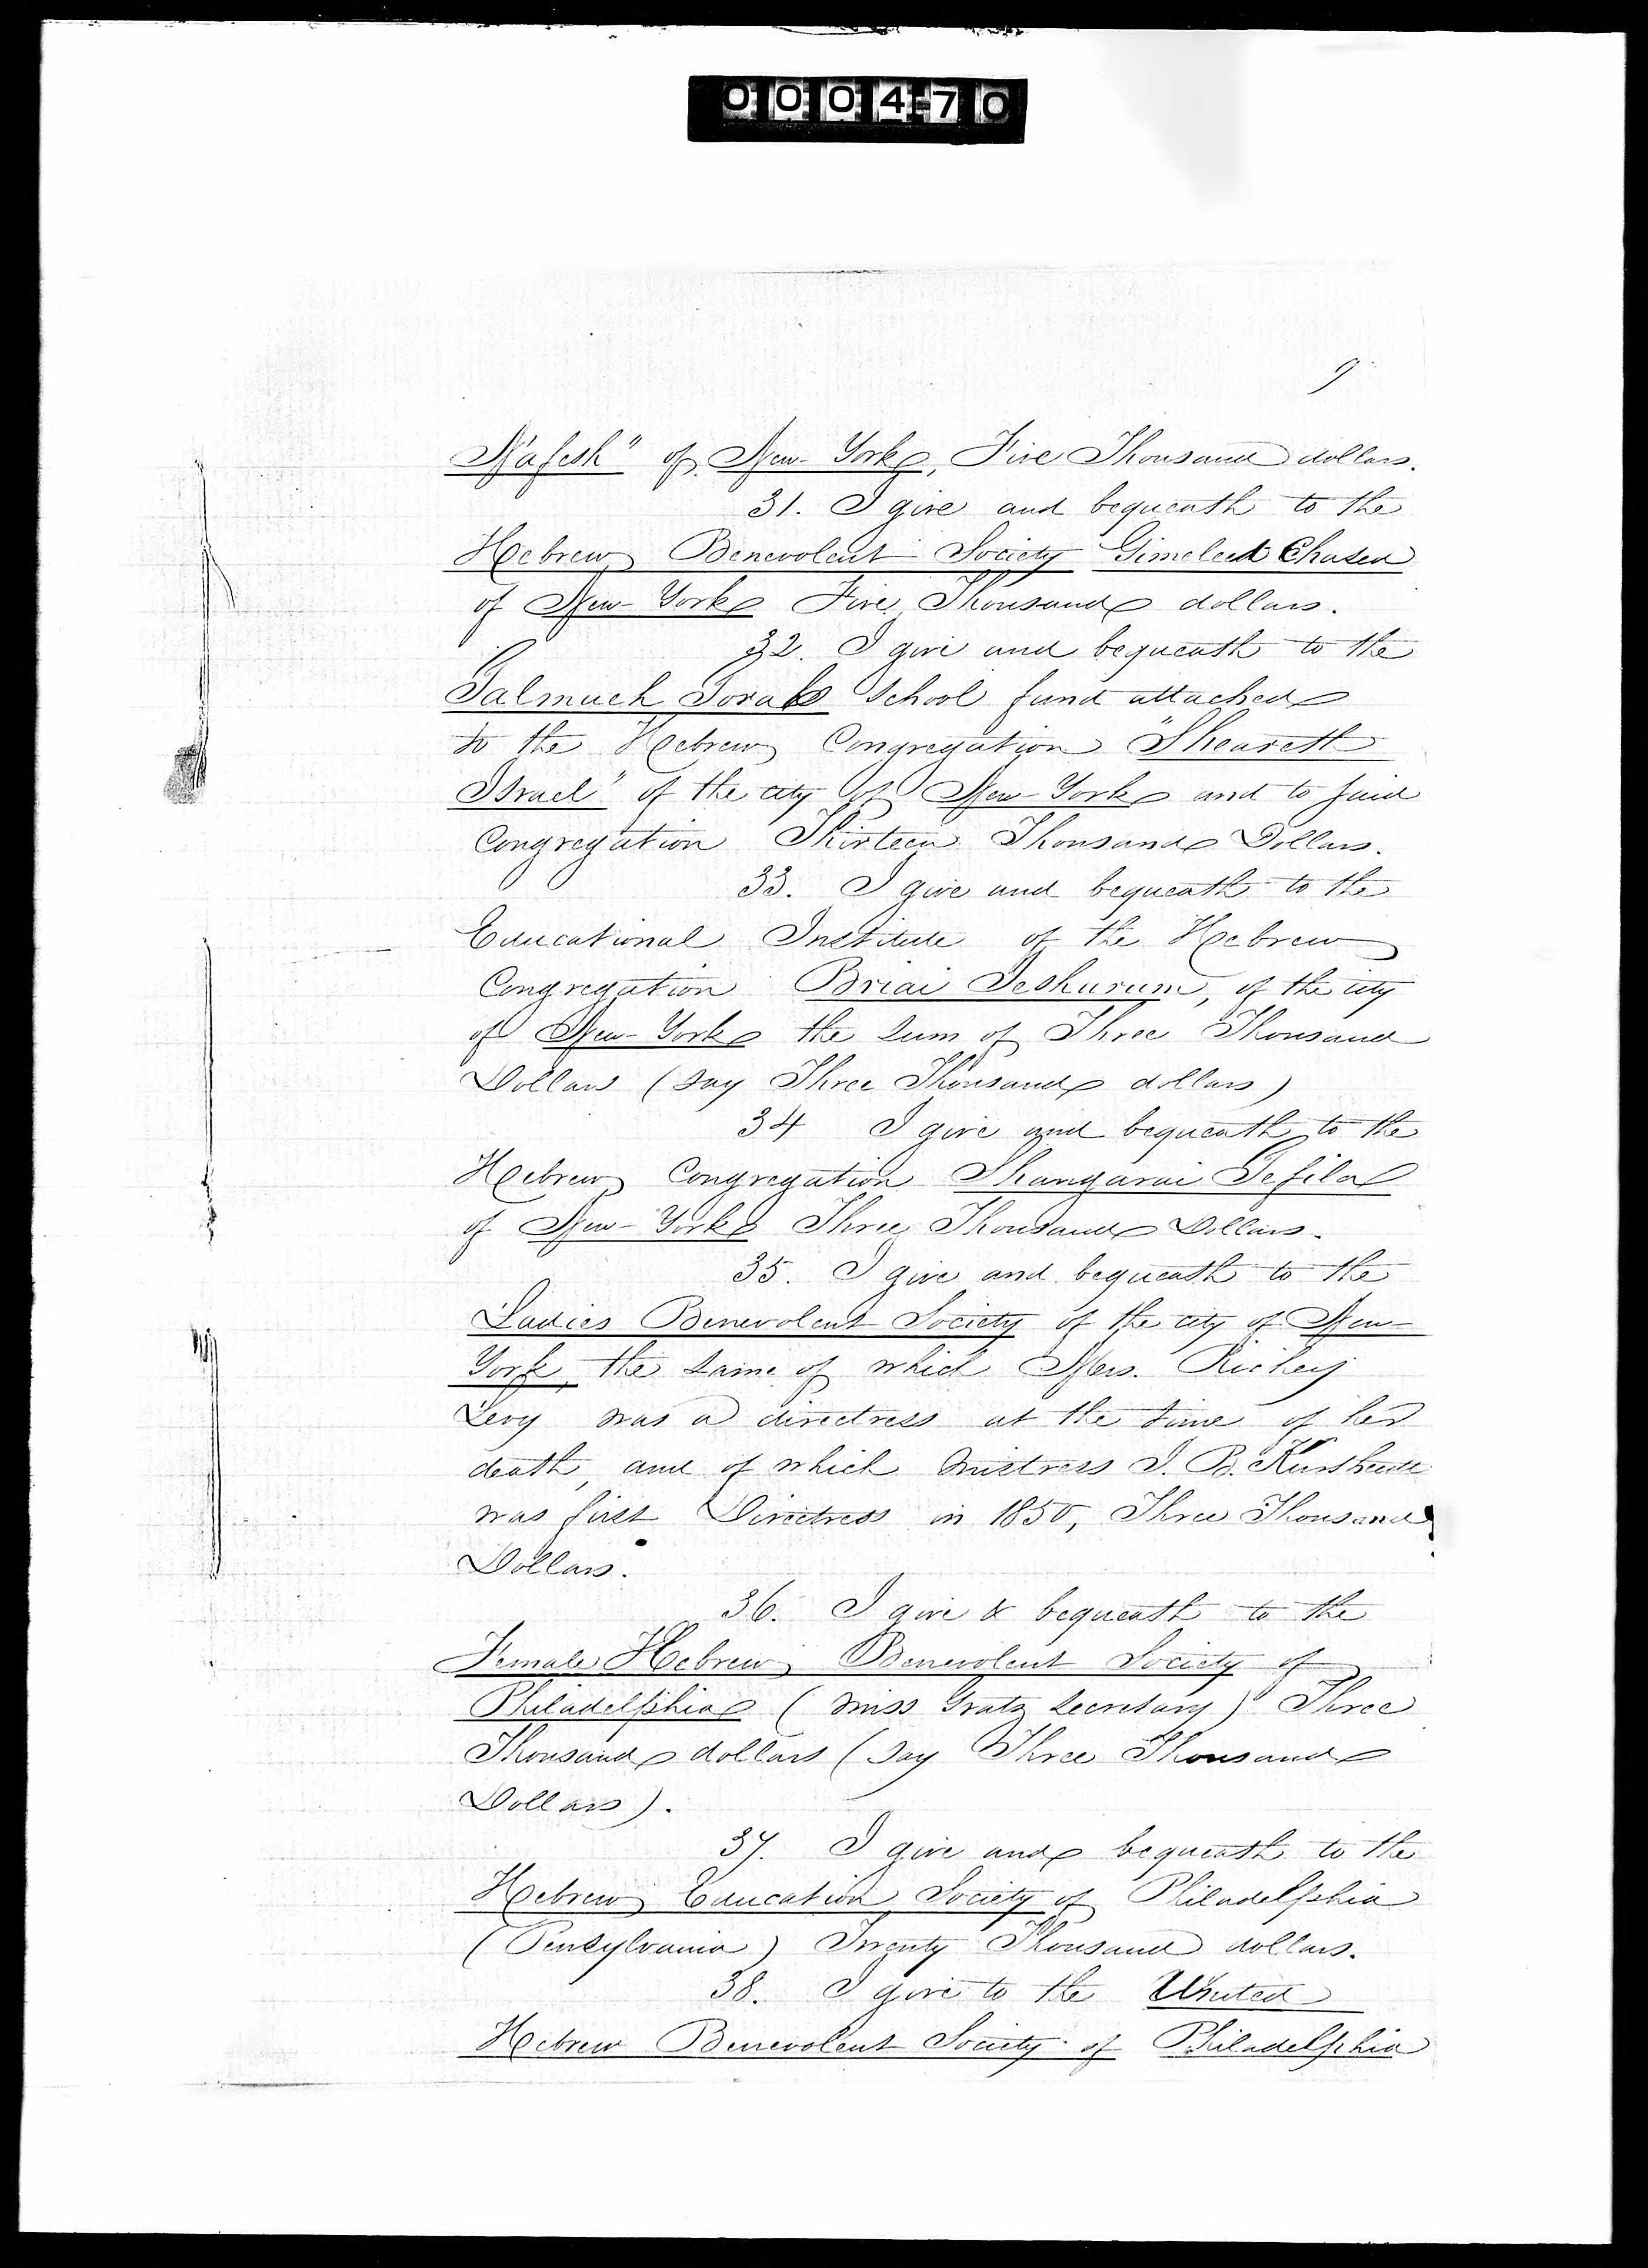 000470
9
Nafesh" of New-York, Five Thousand dollars.
31. I give and bequeath to the
Hebrew Benevolent Society Gimeleed Chased
of New-York Five Thousand dollars.
32. I give and bequeath to the
Talmuch Torah School fund attached
to the Hebrew Congregation "Sheareth
Israel" of the city of New-York and to said
Congregation Thirteen Thousand Dollars.
33. I give and bequeath to the
Educational Institute of the Hebrew
Congregation Briai Jeshurum, of the city
of New-York the sum of Three Thousand
Dollars (say Three Thousand dollars)
34 I give and bequeath to the
Hebrew Congregation Shangarai Tefila
of New-York Three Thousand Dollars.
35. I give and bequeath to the
Ladies Benevolent Society of the city of New-
York, the same of which Mrs. Richey
Levy was a directress at the time of her
death, and of which Mistress I. B. Kursheedt
was first Directress in 1850, Three Thousand
Dollars.
36. I give & bequeath to the
Female Hebrew Benevolent Society of
Philadelphia (miss Gratz Secretary) Three
Thousand dollars (say Three Thousand
Dollars).
37. I give and bequeath to the
Hebrew Education Society of Philadelphia
(Pensylvania) Twenty Thousand dollars.
38. I give to the United
Hebrew Benevolent Society of Philadelphia